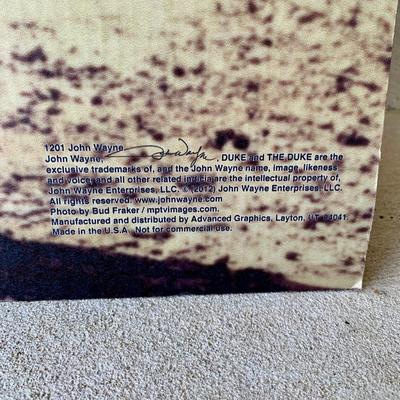 1201 John Wayne
John Wayne, John Wayne, DUKE and THE DUKE are the
exclusive trademarks of, and the John Wayne name, image, likeness
and voice and all other related indicia are the intellectual property of,
John Wayne Enterprises, LLC. © (2012) John Wayne Enterprises, LLC.
All rights reserved. www.johnwayne.com
Photo by Bud Fraker / mptvimages.com.
Manufactured and distributed by Advanced Graphics, Layton, UT 84041.
Made in the U.S.A. Not for commercial use.